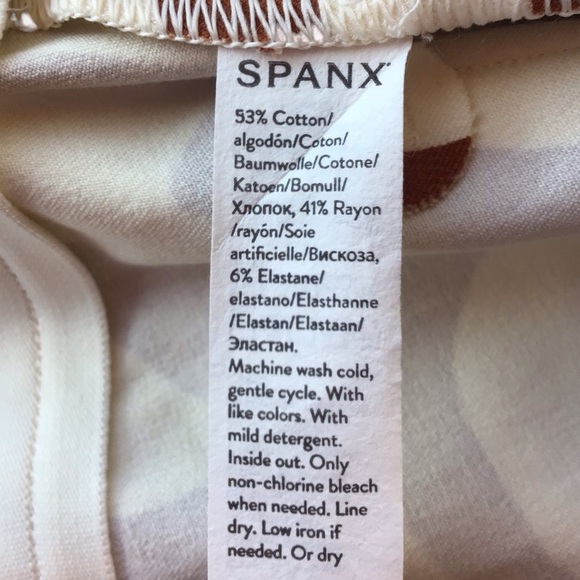 SPANX
53% Cotton/
algodón/Coton/
Baumwolle/Cotone/
Katoen/Bomull/
Хлопок, 41% Rayon
/rayón/Soie
artificielle/Вискоза,
6% Elastane/
elastano/Elasthanne
/Elastan/Elastaan/
Эластан.
Machine wash cold,
gentle cycle. With
like colors. With
mild detergent.
Inside out. Only
non-chlorine bleach
when needed. Line
dry. Low iron if
needed. Or dry